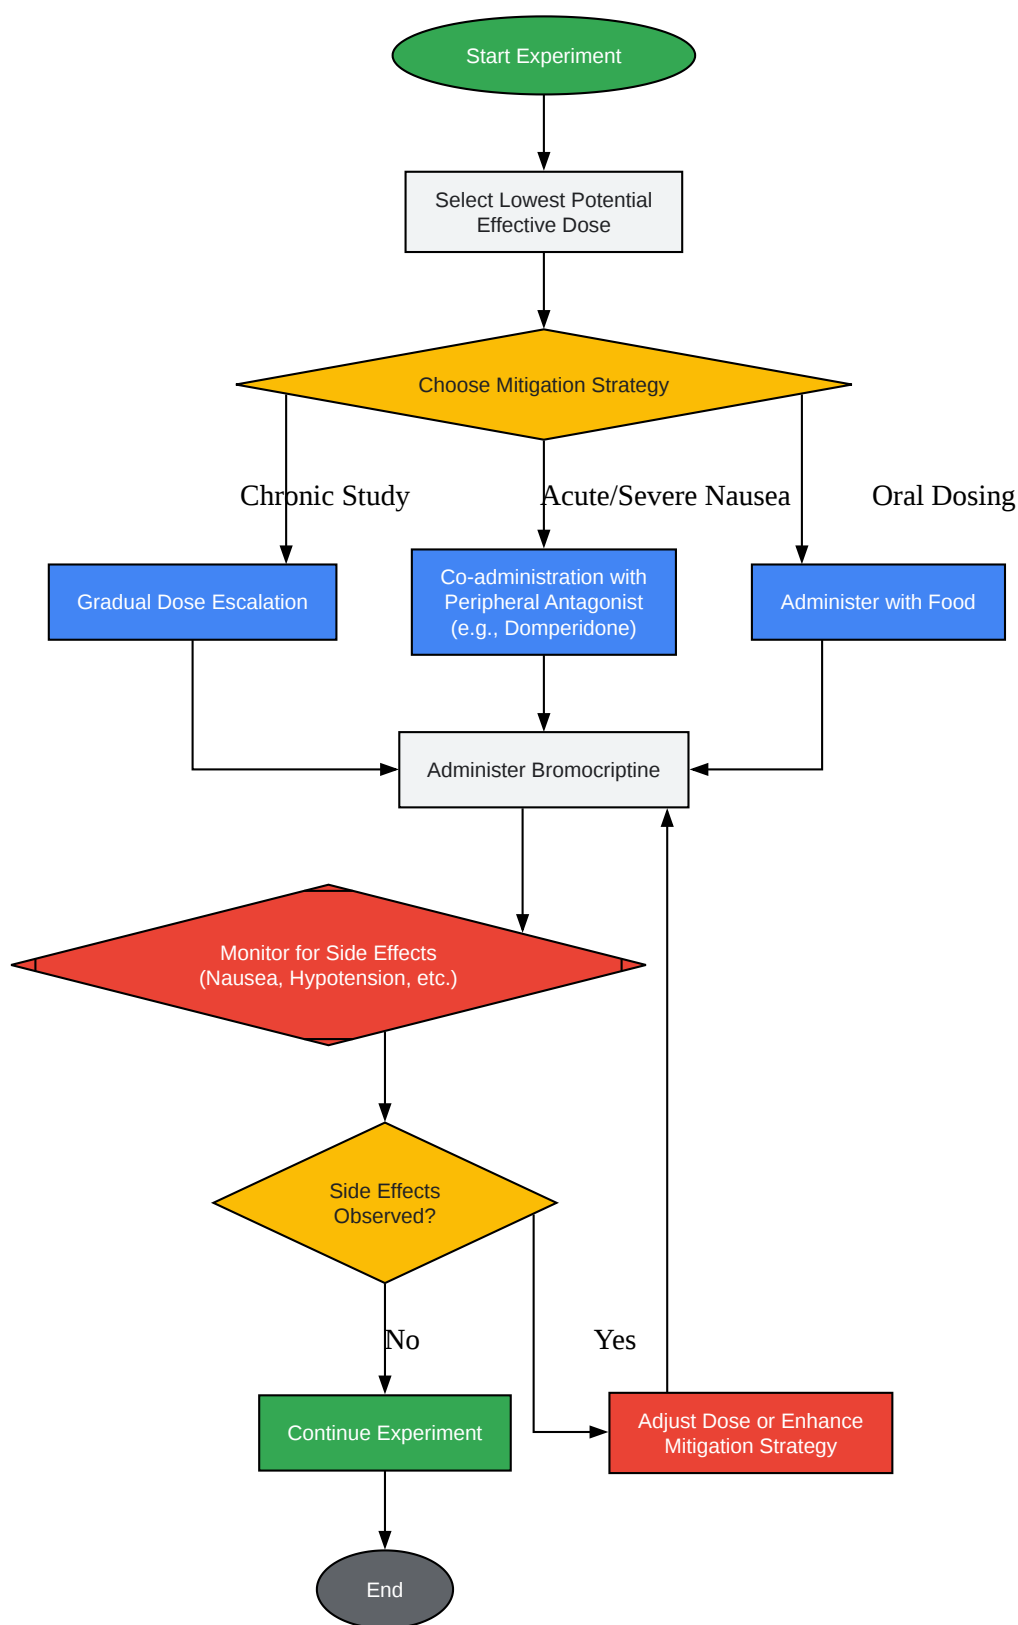 Start Experiment
Select Lowest Potential
Effective Dose
Choose Mitigation Strategy
Chronic Study
Acute/Severe Nausea
Oral Dosing
Gradual Dose Escalation
Co-administration with
Peripheral Antagonist
(e.g., Domperidone)
Administer with Food
Administer Bromocriptine
Monitor for Side Effects
(Nausea, Hypotension, etc.)
Side Effects
Observed?
No
Yes
Continue Experiment
Adjust Dose or Enhance
Mitigation Strategy
End